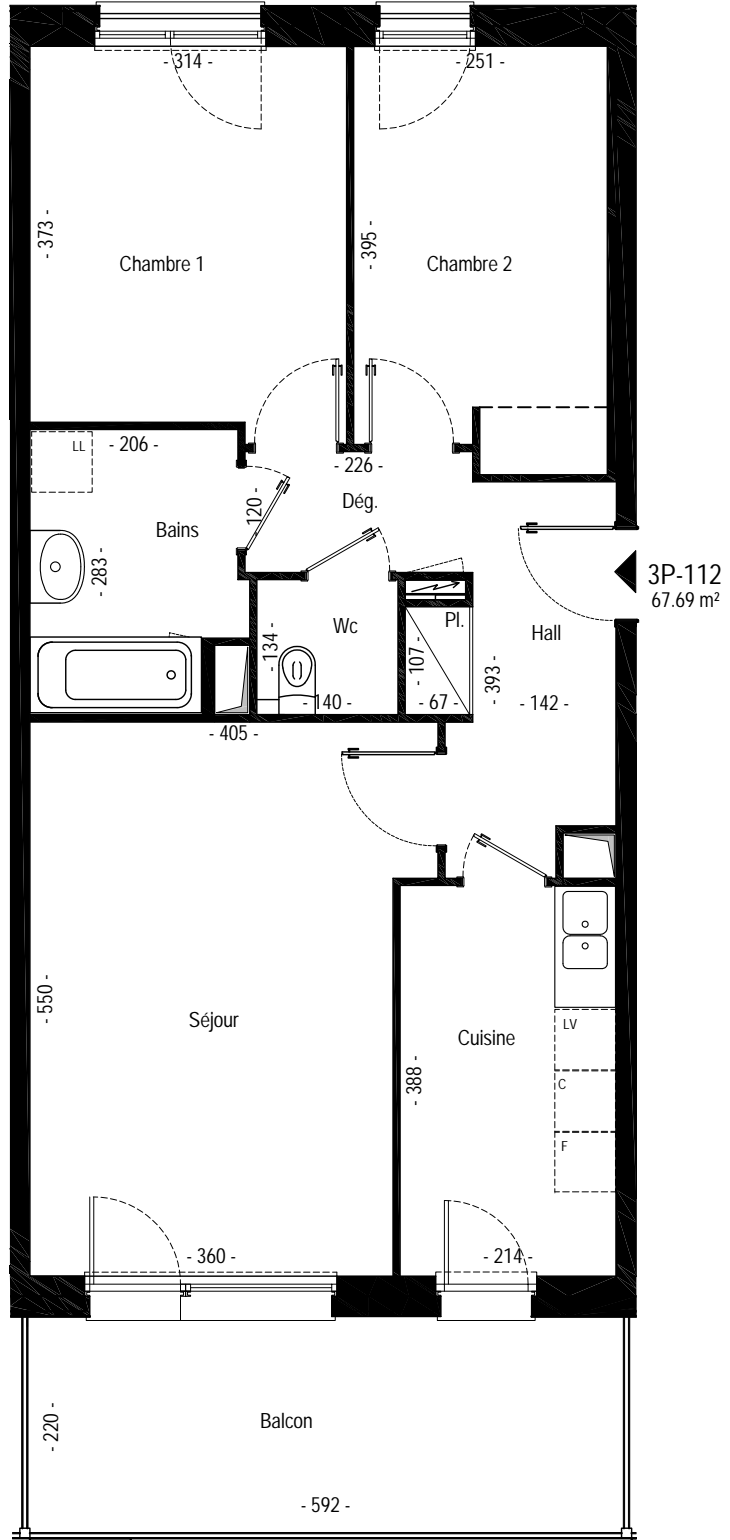 - 314 -
- 251 -
- 373 -
- 395 -
Chambre 1
Chambre 2
LL
- 206 -
- 226 -
Dég.
- 120 -
Bains
- 283 -
3P-112
67.69 m²
Wc
- 134 -
- 140 -
Pl.
- 107 -
- 67 -
- 393 -
Hall
- 142 -
- 405 -
- 550 -
Séjour
Cuisine
LV
C
F
- 388 -
- 360 -
- 214 -
- 220 -
Balcon
- 592 -